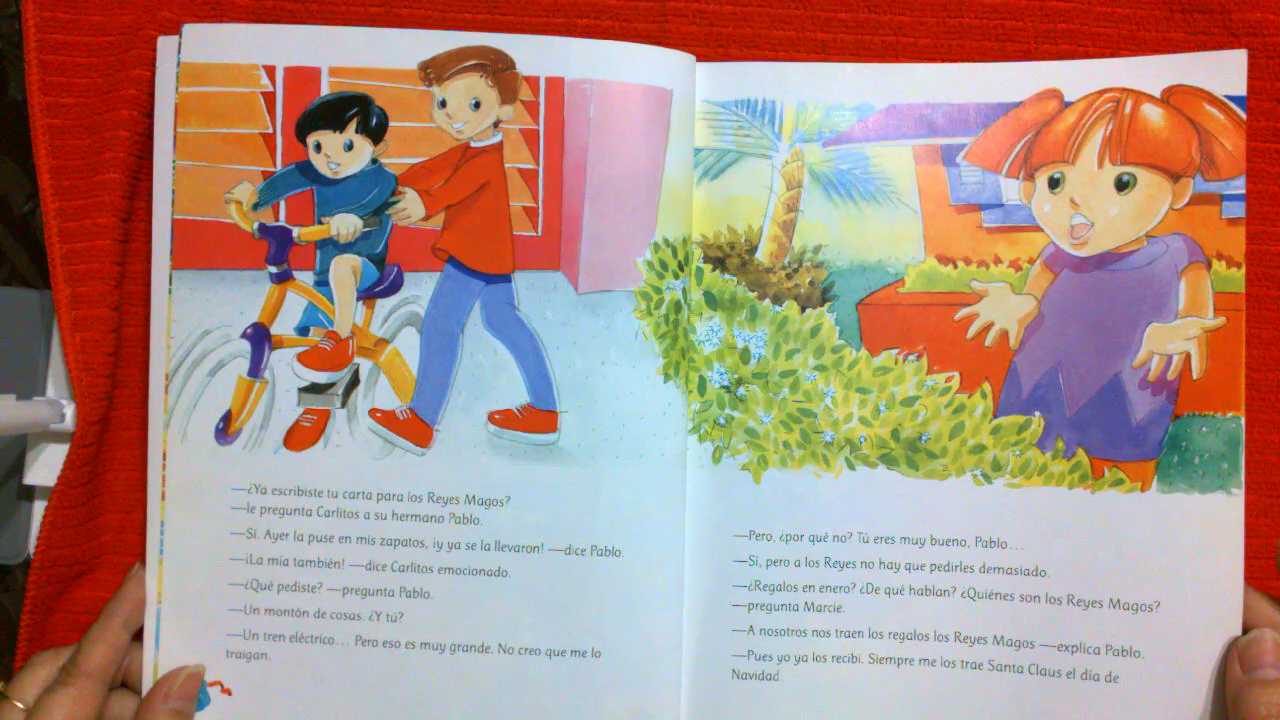 —¿Ya escribiste tu carta para los Reyes Magos?
—le pregunta Carlitos a su hermano Pablo.
—Sí. Ayer la puse en mis zapatos, ¡y ya se la llevaron! —dice Pablo.
—¡La mía también! —dice Carlitos emocionado.
—¿Qué pediste? —pregunta Pablo.
—Un montón de cosas. ¿Y tú?
—Un tren eléctrico... Pero eso es muy grande. No creo que me lo
traigan.
—Pero, ¿por qué no? Tú eres muy bueno, Pablo...
—Sí, pero a los Reyes no hay que pedirles demasiado.
—¿Regalos en enero? ¿De qué hablan? ¿Quiénes son los Reyes Magos?
—pregunta Marcie.
—A nosotros nos traen los regalos los Reyes Magos —explica Pablo.
—Pues yo ya los recibí. Siempre me los trae Santa Claus el día de
Navidad.